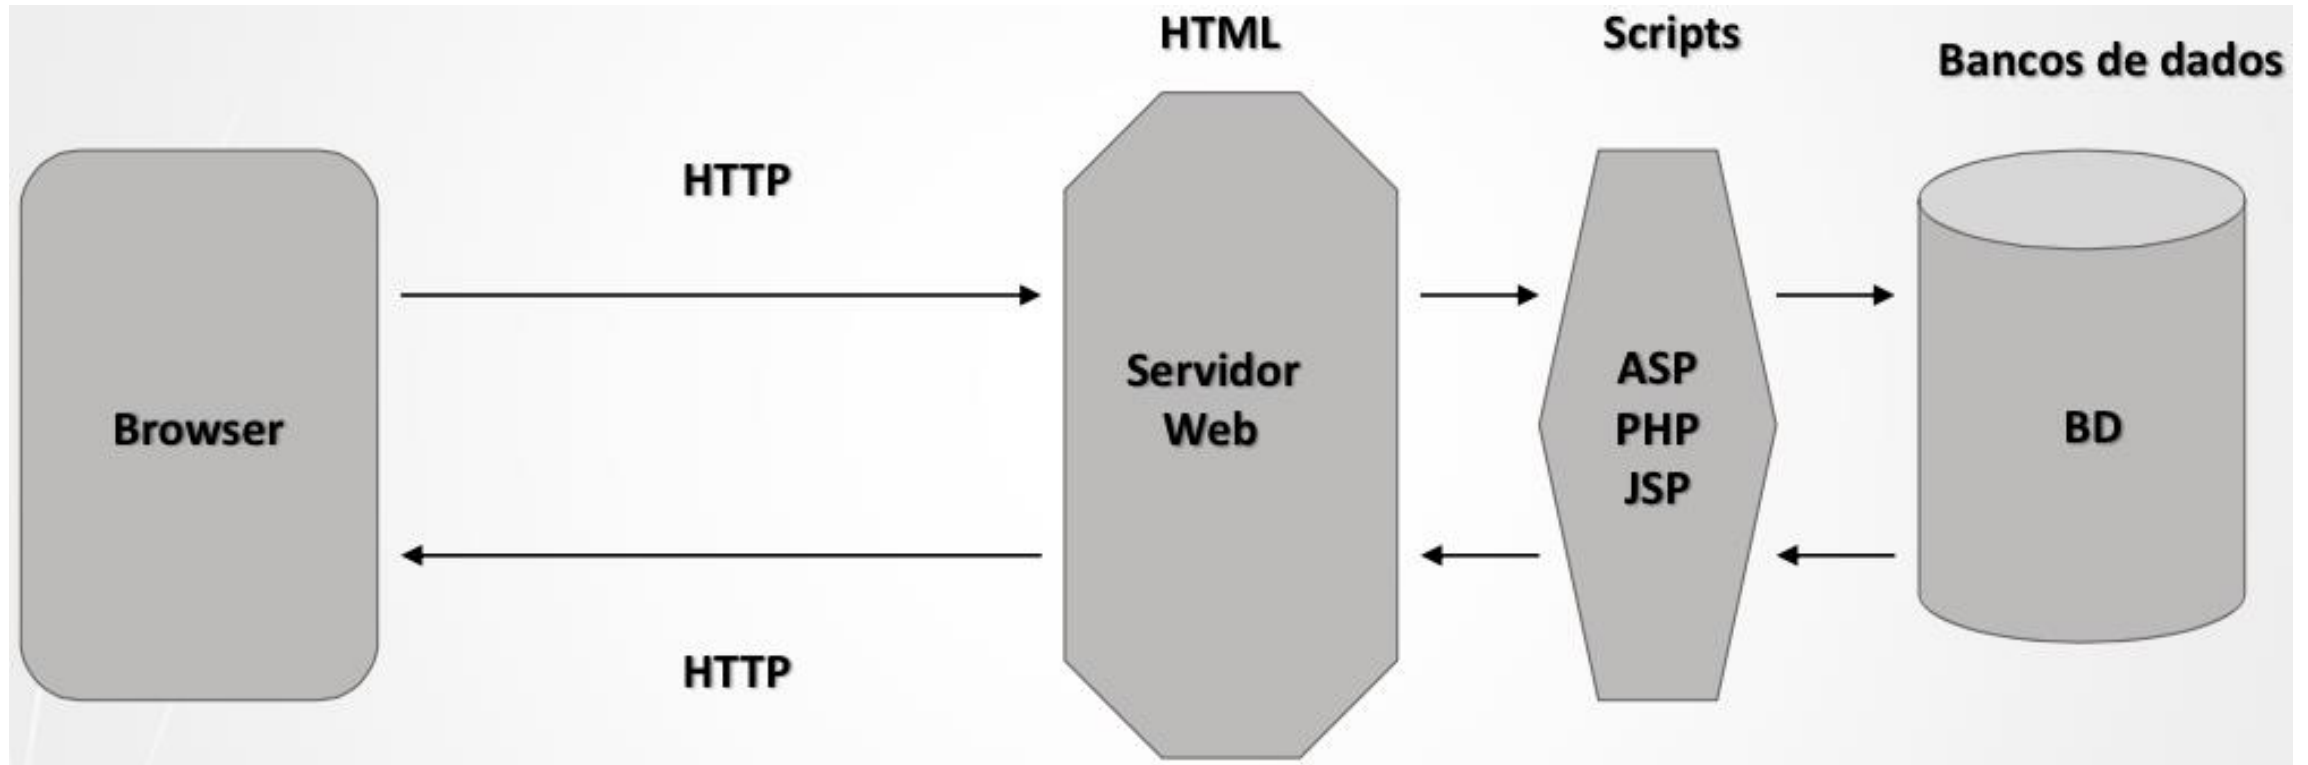 HTML
Scripts
Bancos de dados
HTTP
Browser
Servidor
Web
ASP
PHP
JSP
BD
HTTP